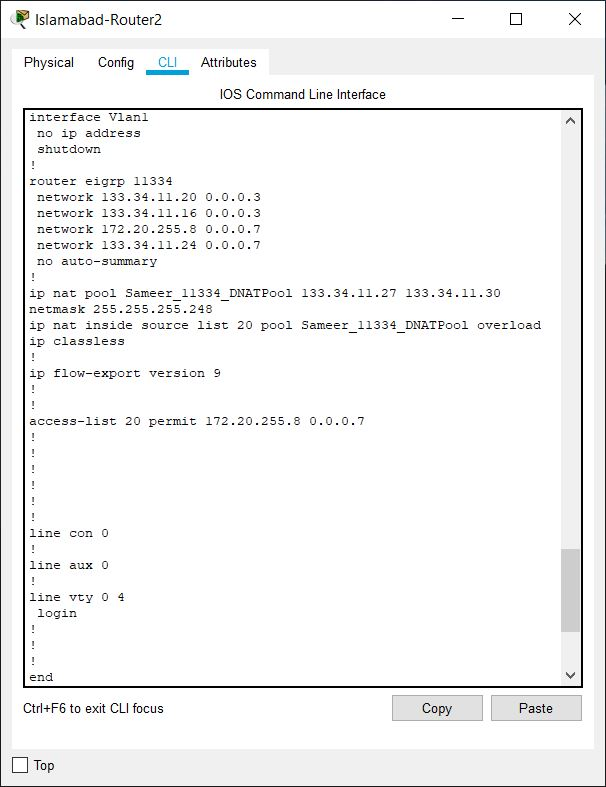 Islamabad-Router2
Physical Config CLI Attributes
IOS Command Line Interface
interface Vlan1
no ip address
shutdown
!
router eigrp 11334
network 133.34.11.20 0.0.0.3
network 133.34.11.16 0.0.0.3
network 172.20.255.8 0.0.0.7
network 133.34.11.24 0.0.0.7
no auto-summary
!
ip nat pool Sameer_11334_DNATPool 133.34.11.27 133.34.11.30
netmask 255.255.255.248
ip nat inside source list 20 pool Sameer_11334_DNATPool overload
ip classless
!
ip flow-export version 9
!
!
access-list 20 permit 172.20.255.8 0.0.0.7
!
!
!
!
!
!
line con 0
!
line aux 0
!
line vty 0 4
login
!
!
!
end
Ctrl+F6 to exit CLI focus
Copy Paste
Top